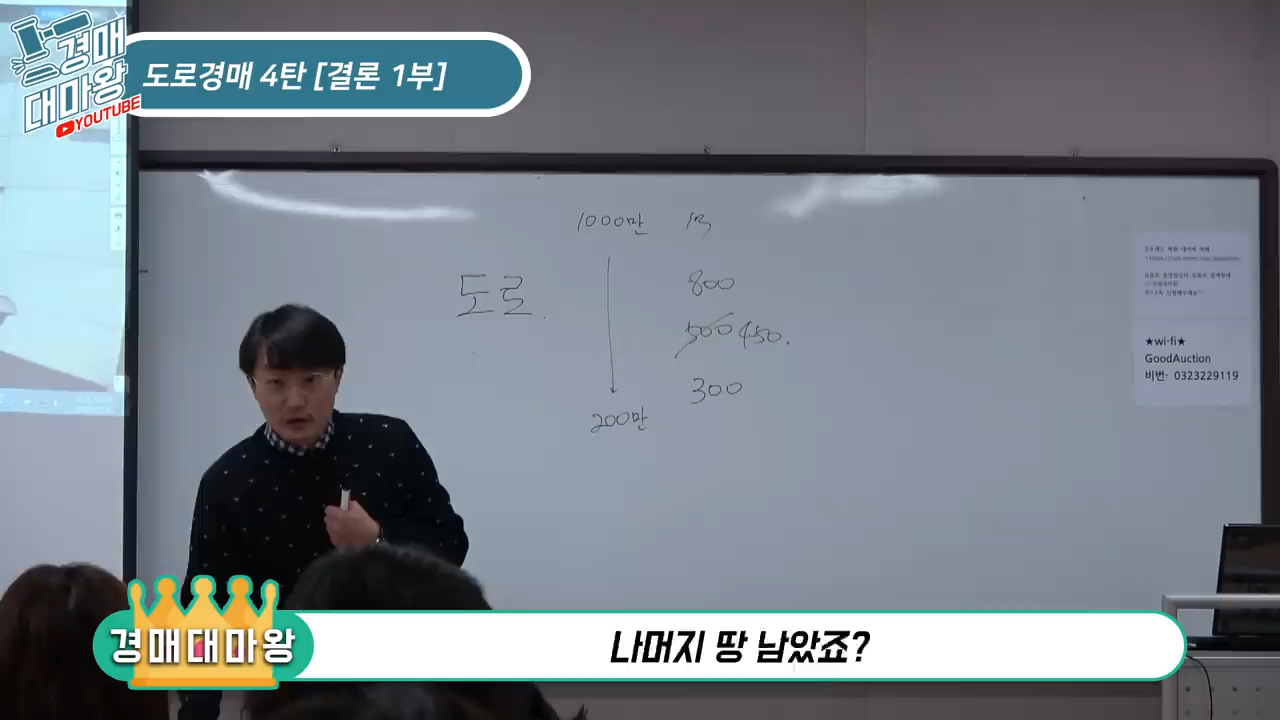 경매
대마왕
YOUTUBE
도로경매 4탄 [결론 1부]
1000만 1억
도로.
800
500 450.
300
200만
★wi-fi★
GoodAuction
비번- 0323229119
경매대마왕
나머지 땅 남았죠?